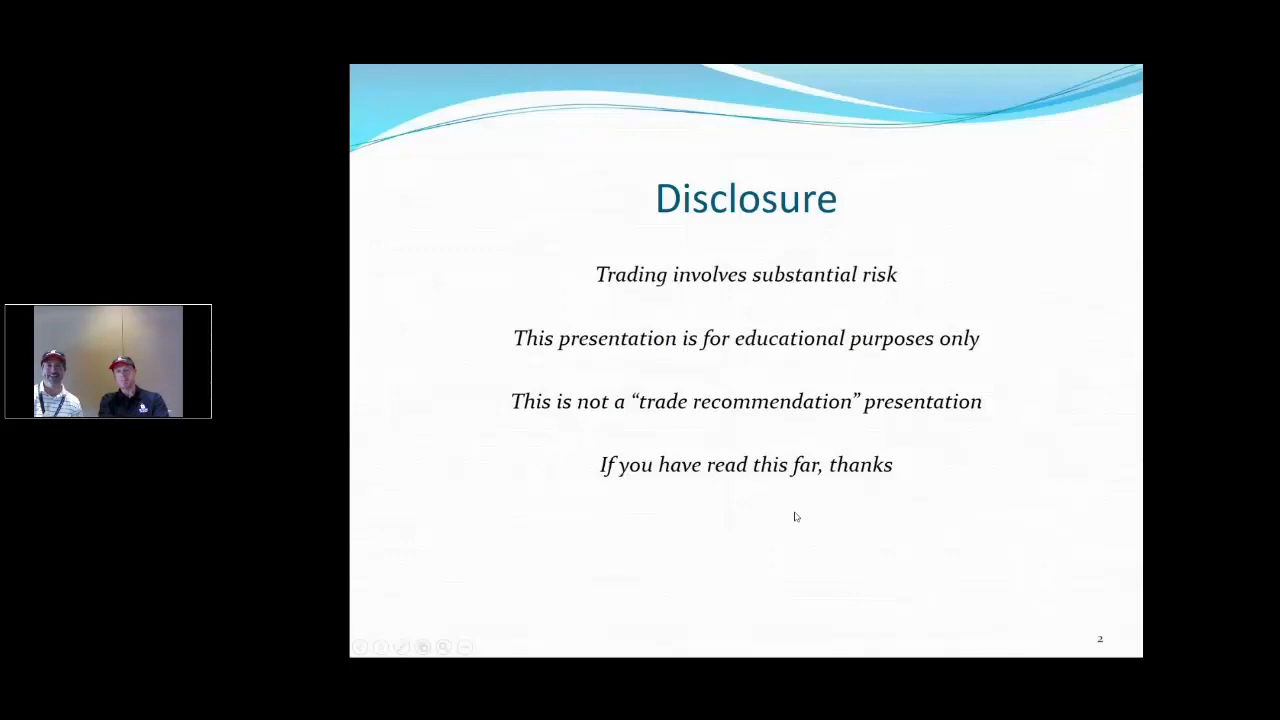 Disclosure
Trading involves substantial risk
This presentation is for educational purposes only
This is not a “trade recommendation” presentation
If you have read this far, thanks
2